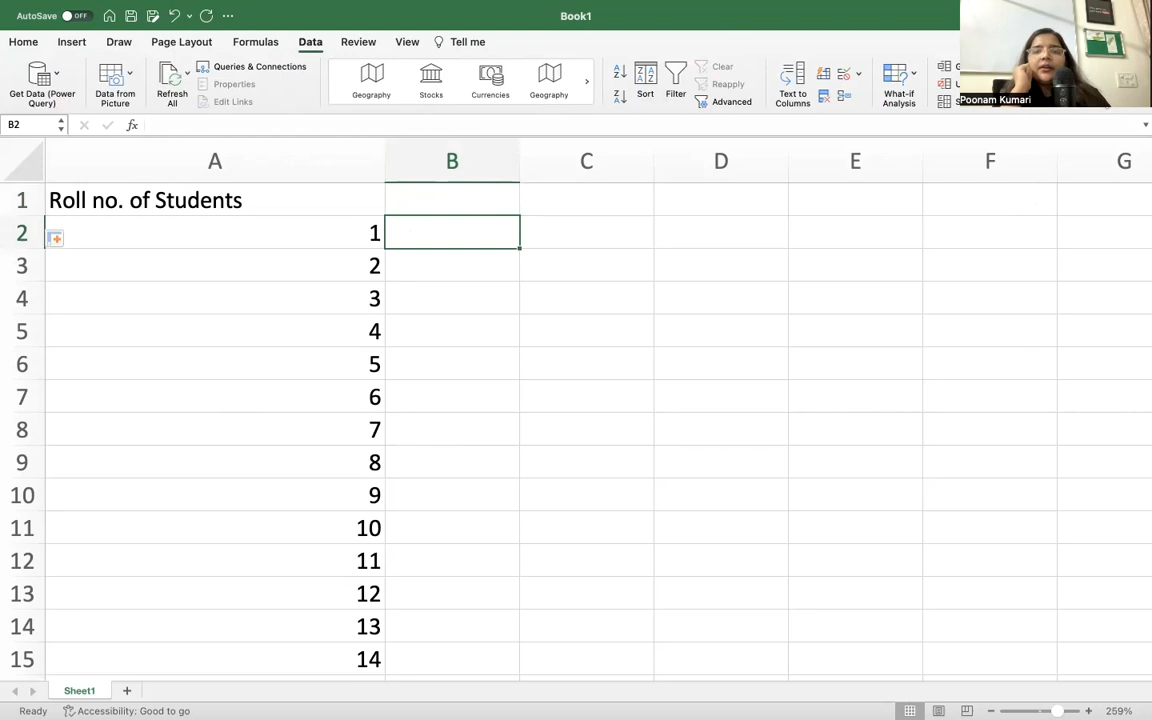 AutoSave OFF
Book1
Home Insert Draw Page Layout Formulas Data Review View Tell me
Get Data (Power Query)
Data from Picture
Refresh All
Queries & Connections
Properties
Edit Links
Geography Stocks Currencies Geography
Sort
Filter
Clear
Reapply
Advanced
Text to Columns
What-if Analysis
Poonam Kumari
B2 fx
A B C D E F G
1 Roll no. of Students
2 1
3 2
4 3
5 4
6 5
7 6
8 7
9 8
10 9
11 10
12 11
13 12
14 13
15 14
Sheet1
Ready Accessibility: Good to go 259%